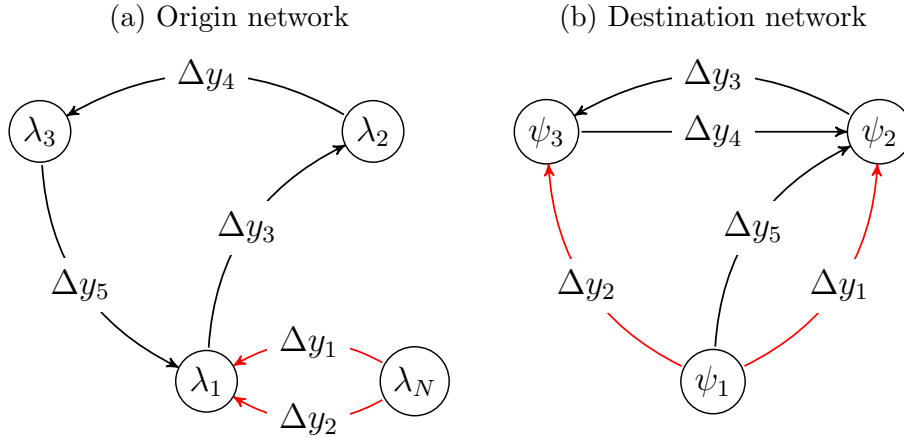 (a) Origin network
(b) Destination network
Δy₄
λ₃
λ₂
Δy₃
Δy₅
Δy₁
λ₁
λ_N
Δy₂
Δy₃
ψ₃
Δy₄
ψ₂
Δy₅
Δy₂
Δy₁
ψ₁